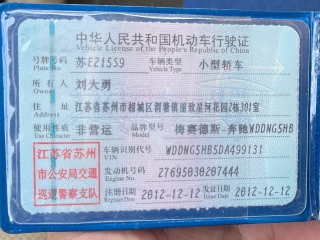 中华人民共和国机动车行驶证
Vehicle License of the People's Republic of China
号牌号码 苏E21559 车辆类型 小型轿车
Plate No. Vehicle Type
所有人 刘大勇
Owner
住址 江苏省苏州市相城区渭塘镇澜致星河花园2栋301室
Address
使用性质 非营运 品牌型号 梅赛德斯-奔驰WDDNG5HB
Use Character Model
江苏省苏州
市公安局交通
巡逻警察支队
车辆识别代号 WDDNG5HB5DA499131
VIN
发动机号码 27695030207444
Engine No.
注册日期 2012-12-12 发证日期 2012-12-12
Register Date Issue Date